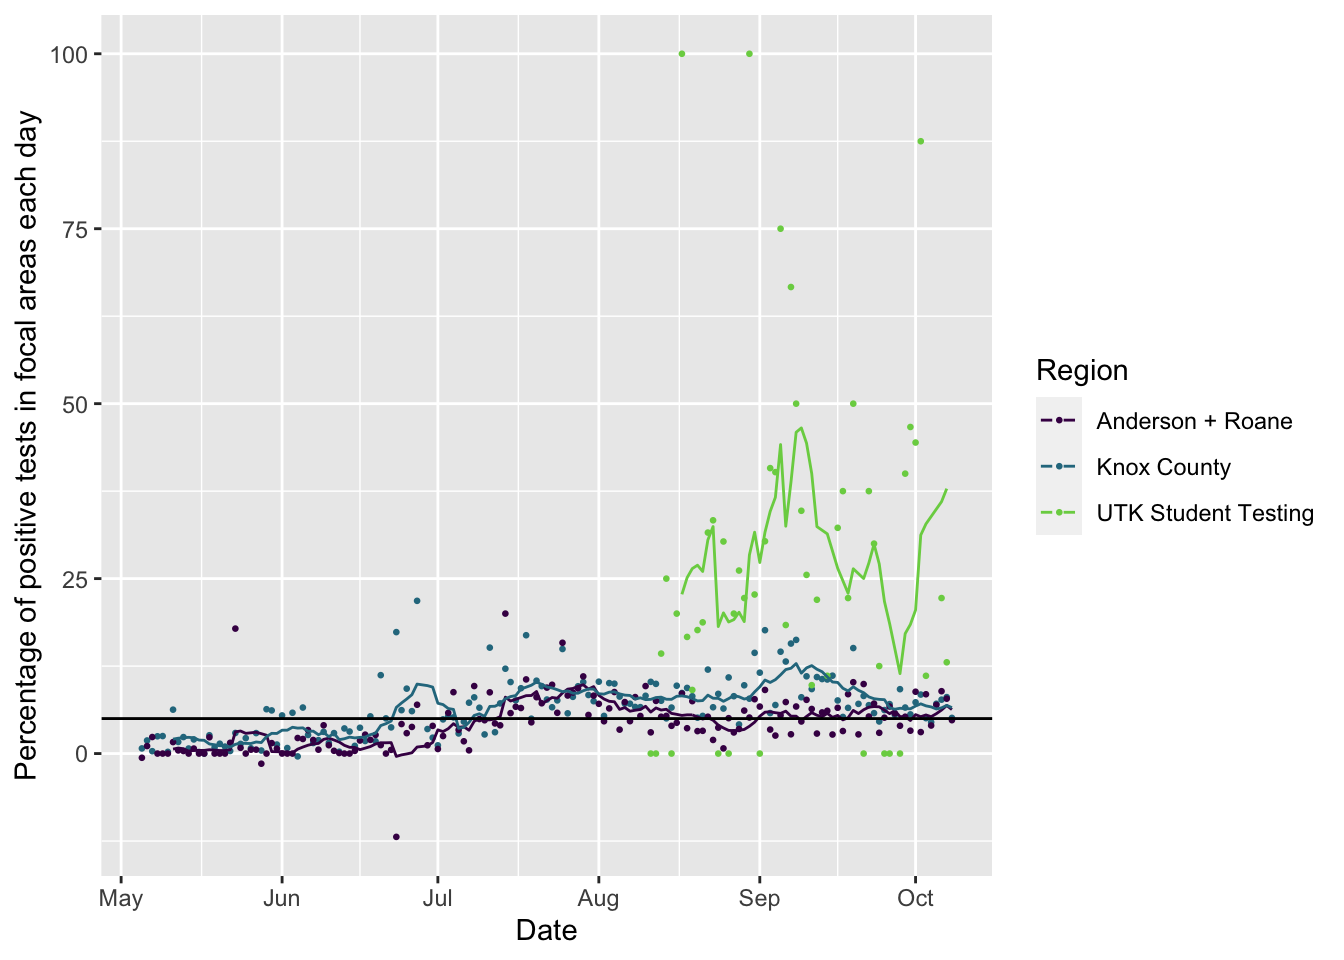 Percentage of positive tests in focal areas each day
100
75
50
25
0
May
Jun
Jul
Aug
Sep
Oct
Date
Region
Anderson + Roane
Knox County
UTK Student Testing